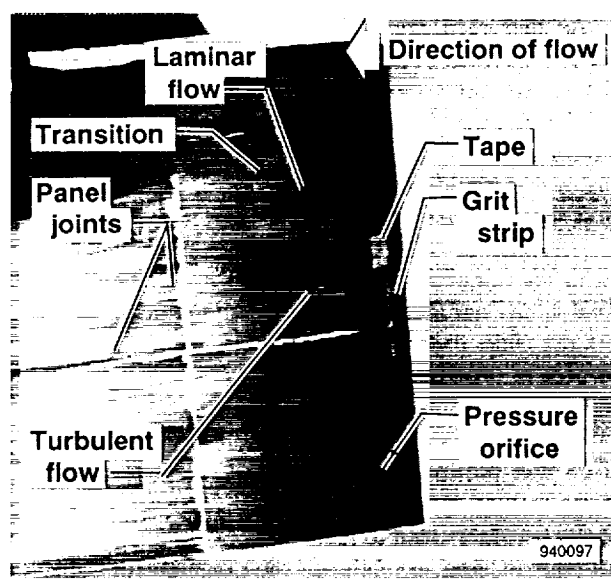 Laminar
flow
Direction of flow
Transition
Tape
Panel
joints
Grit
strip
Turbulent
flow
Pressure
orifice
940097